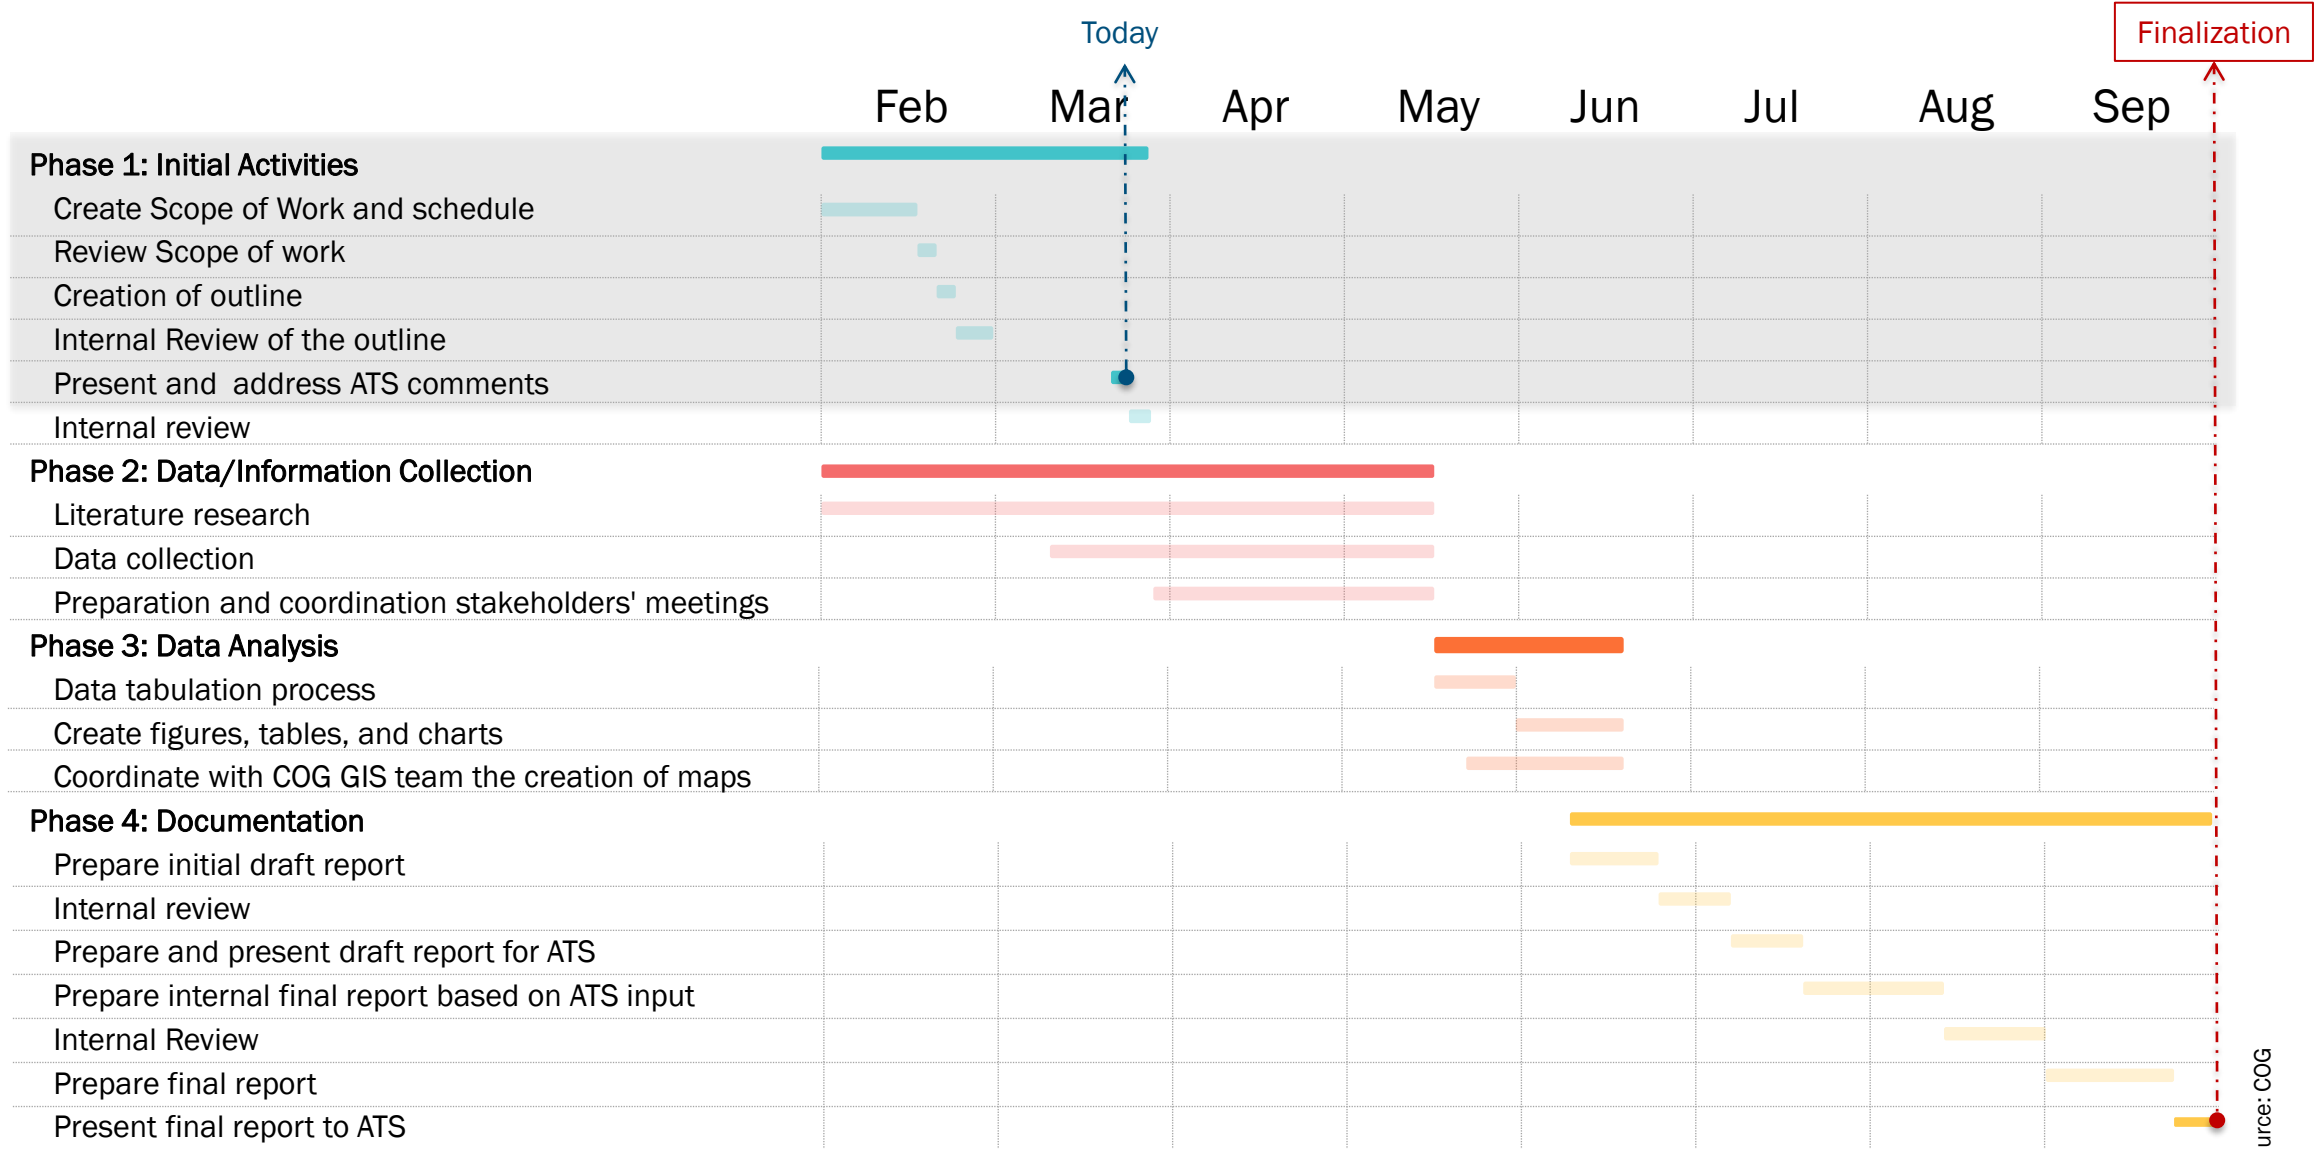 Today
Finalization
Feb Mar Apr May Jun Jul Aug Sep
Phase 1: Initial Activities
Create Scope of Work and schedule
Review Scope of work
Creation of outline
Internal Review of the outline
Present and  address ATS comments
Internal review
Phase 2: Data/Information Collection
Literature research
Data collection
Preparation and coordination stakeholders' meetings
Phase 3: Data Analysis
Data tabulation process
Create figures, tables, and charts
Coordinate with COG GIS team the creation of maps
Phase 4: Documentation
Prepare initial draft report
Internal review
Prepare and present draft report for ATS
Prepare internal final report based on ATS input
Internal Review
Prepare final report
Present final report to ATS
urce: COG